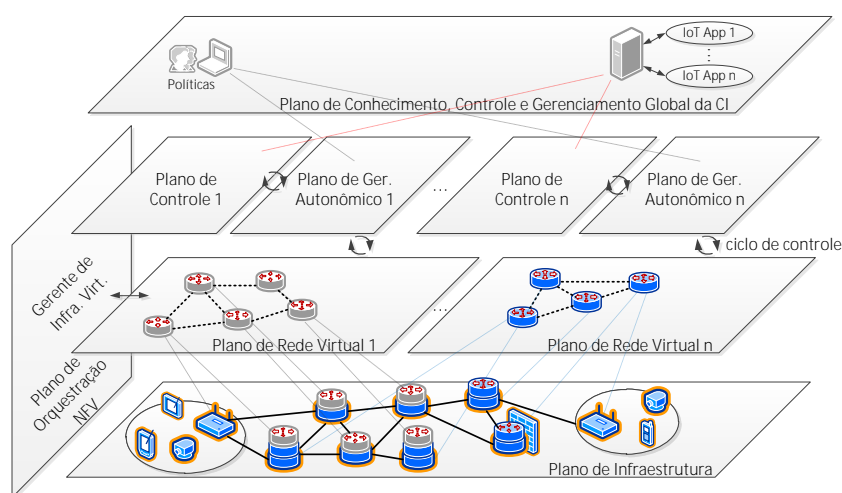 IoT App 1
IoT App n
Políticas
Plano de Conhecimento, Controle e Gerenciamento Global da CI
Plano de
Controle 1
Plano de Ger.
Autonômico 1
...
Plano de
Controle n
Plano de Ger.
Autonômico n
ciclo de controle
Gerente de
Infra. Virt.
Plano de Rede Virtual 1
...
Plano de Rede Virtual n
Plano de
Orquestração
NFV
Plano de Infraestrutura